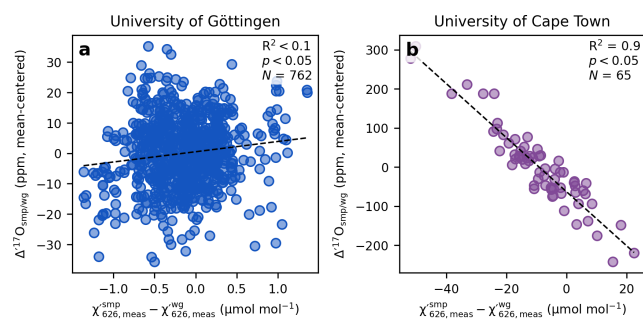 University of Göttingen
a
R² < 0.1
p < 0.05
N = 762
30
20
10
0
−10
−20
−30
Δ′¹⁷O smp/wg (ppm, mean-centered)
−1.0
−0.5
0.0
0.5
1.0
χ′ smp 626, meas − χ′ wg 626, meas (μmol mol⁻¹)
University of Cape Town
b
R² = 0.9
p < 0.05
N = 65
300
200
100
0
−100
−200
Δ′¹⁷O smp/wg (ppm, mean-centered)
−40
−20
0
20
χ′ smp 626, meas − χ′ wg 626, meas (μmol mol⁻¹)